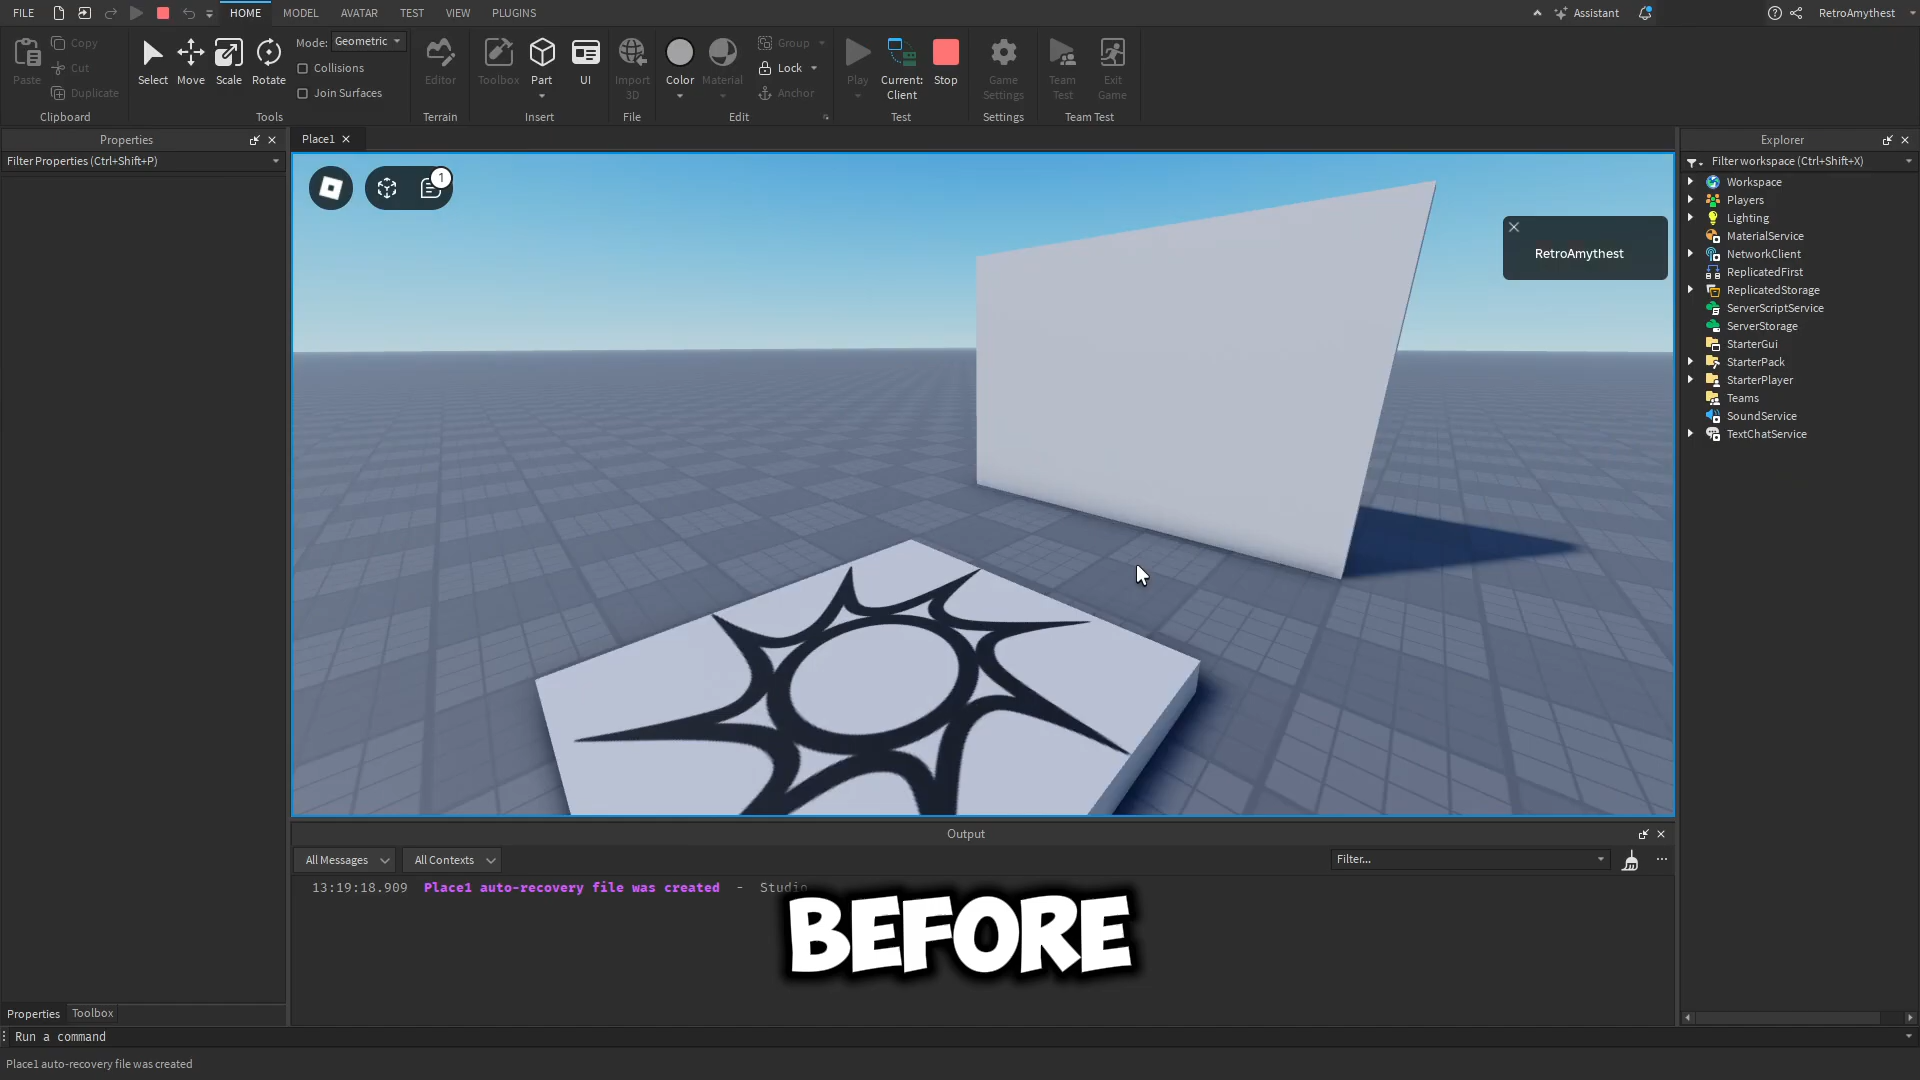 FILE HOME MODEL AVATAR TEST VIEW PLUGINS Assistant RetroAmythest
Paste Copy Cut Duplicate
Clipboard
Select Move Scale Rotate Mode: Geometric Collisions Join Surfaces
Tools
Editor
Terrain
Toolbox Part UI
Insert
Import 3D
File
Color Material Group Lock Anchor
Edit
Play Current: Client Stop
Test
Game Settings
Settings
Team Test Exit Game
Team Test
Properties
Filter Properties (Ctrl+Shift+P)
Place1
1
RetroAmythest
Explorer
Filter workspace (Ctrl+Shift+X)
Workspace
Players
Lighting
MaterialService
NetworkClient
ReplicatedFirst
ReplicatedStorage
ServerScriptService
ServerStorage
StarterGui
StarterPack
StarterPlayer
Teams
SoundService
TextChatService
Output
All Messages All Contexts Filter...
13:19:18.909 Place1 auto-recovery file was created - Studio
BEFORE
Properties Toolbox
Run a command
Place1 auto-recovery file was created